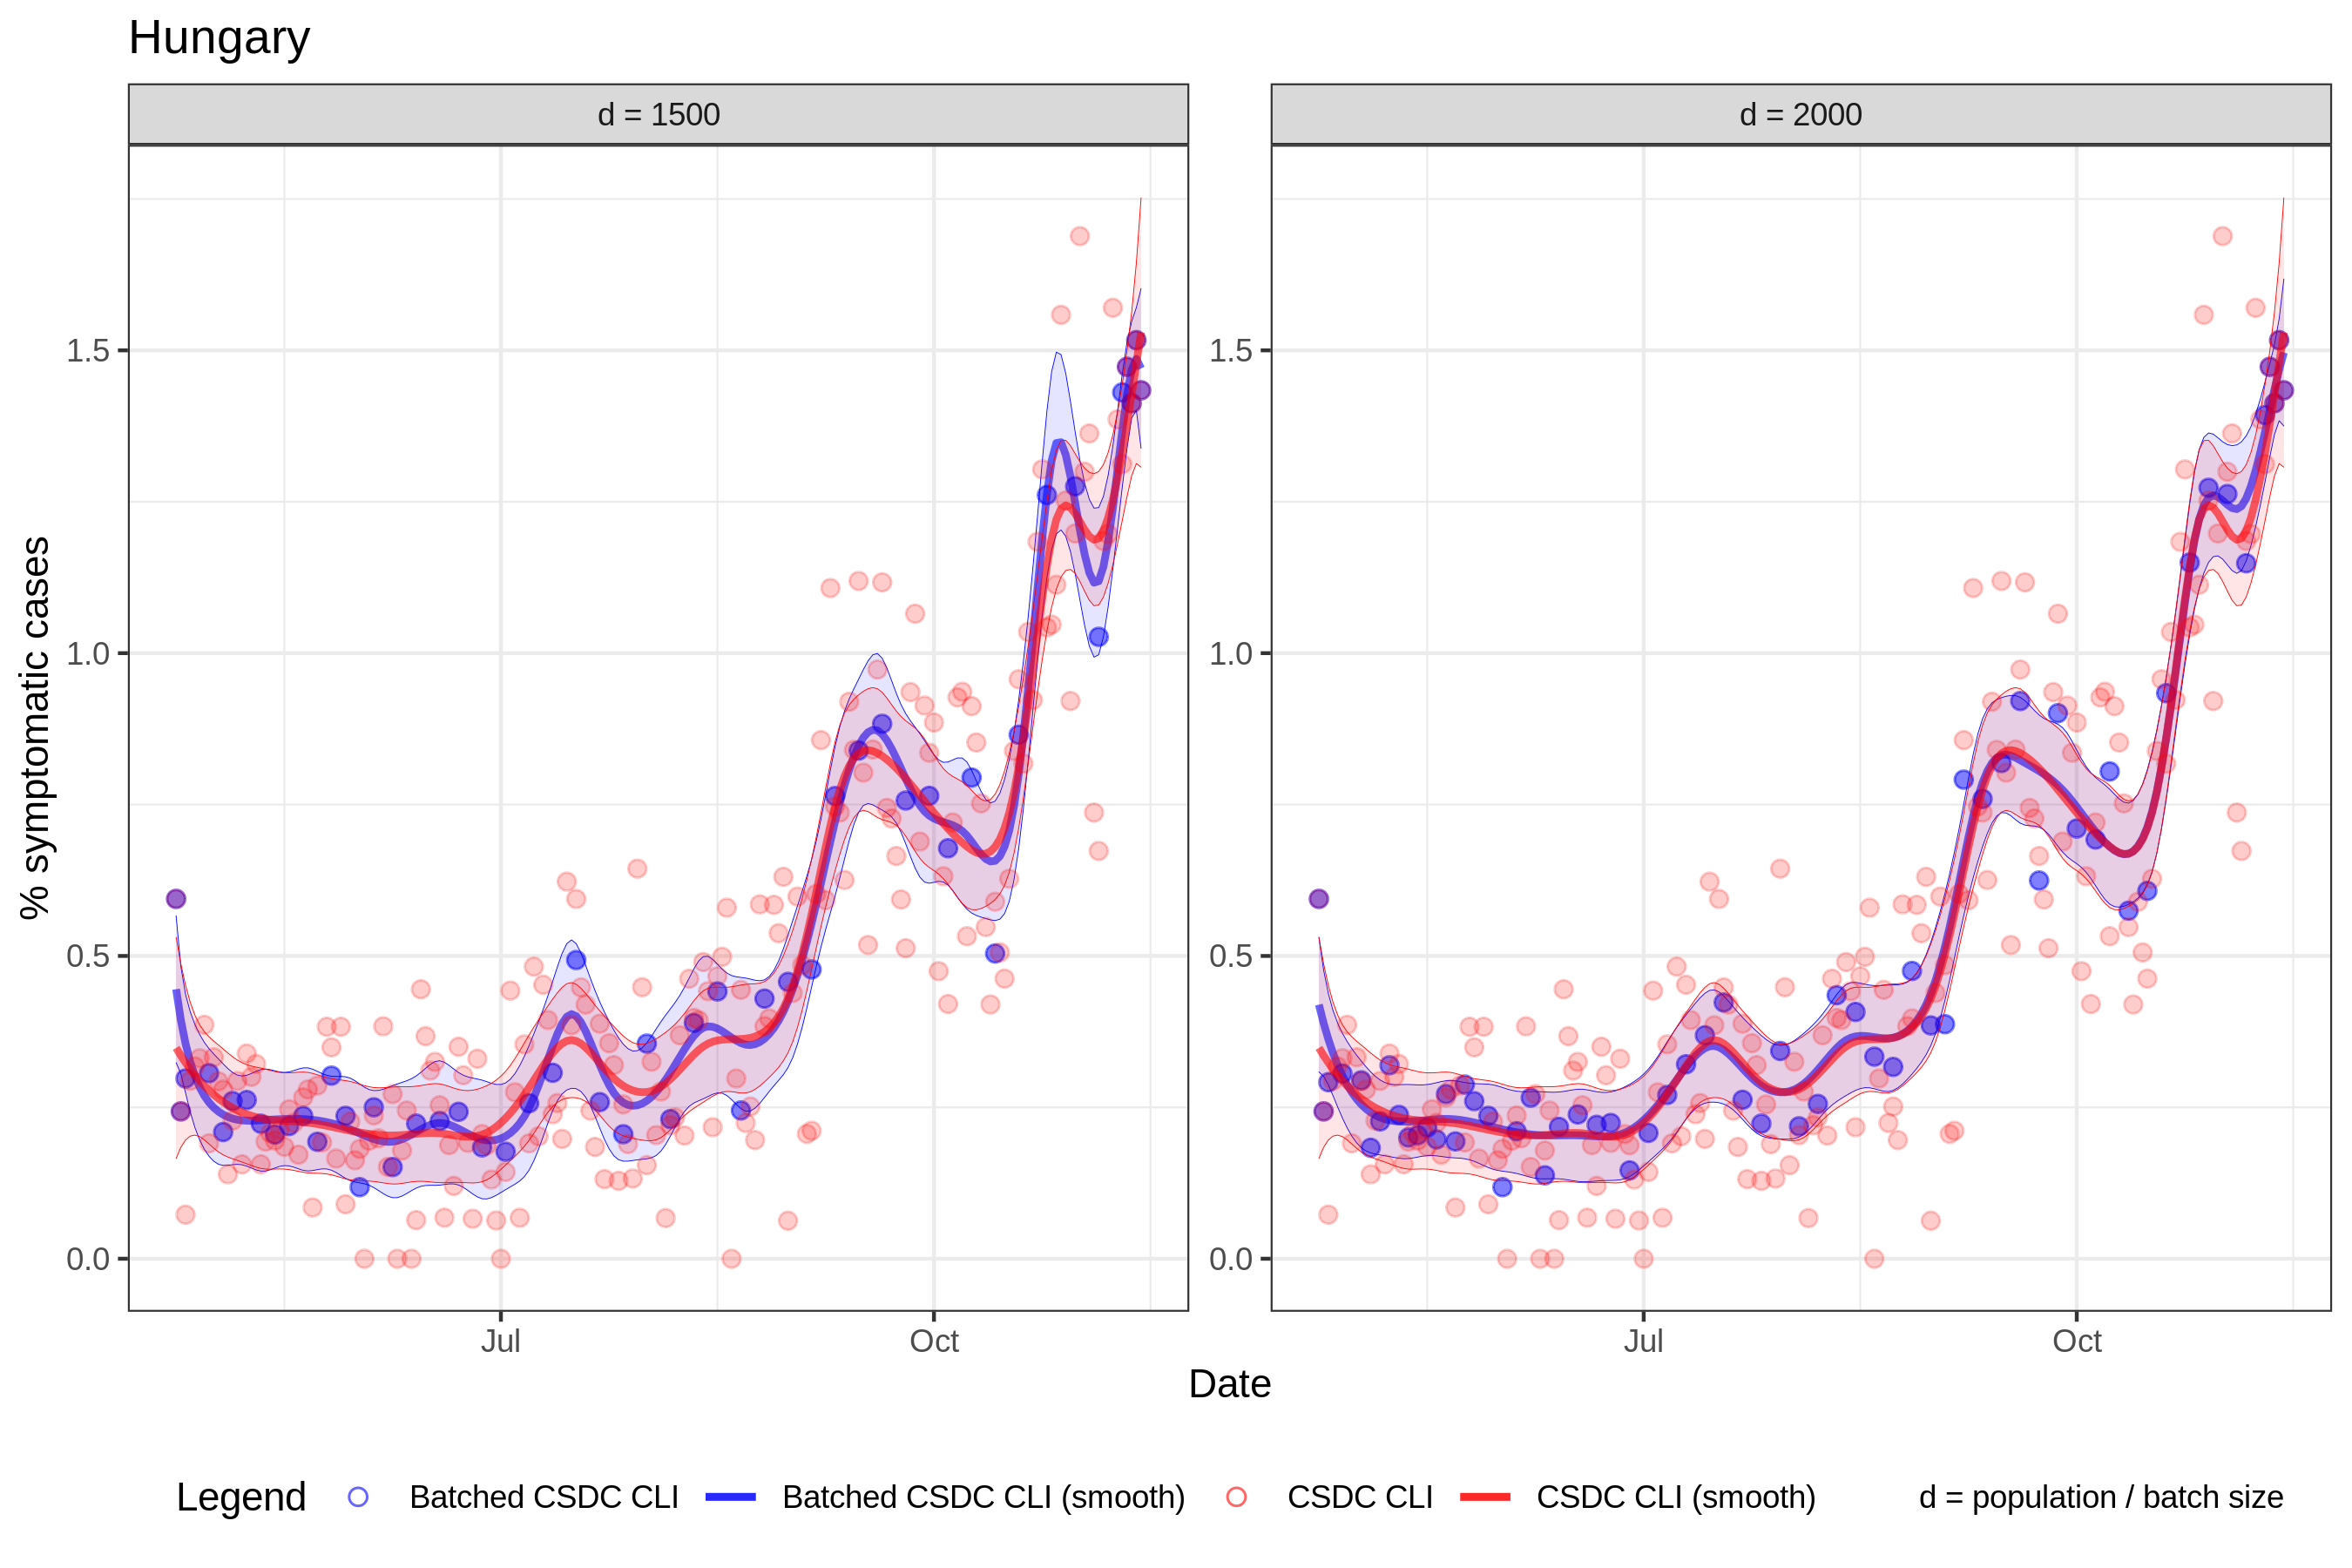 Hungary
d = 1500
d = 2000
% symptomatic cases
1.5
1.0
0.5
0.0
1.5
1.0
0.5
0.0
Jul
Oct
Jul
Oct
Date
Legend
Batched CSDC CLI
Batched CSDC CLI (smooth)
CSDC CLI
CSDC CLI (smooth)
d = population / batch size